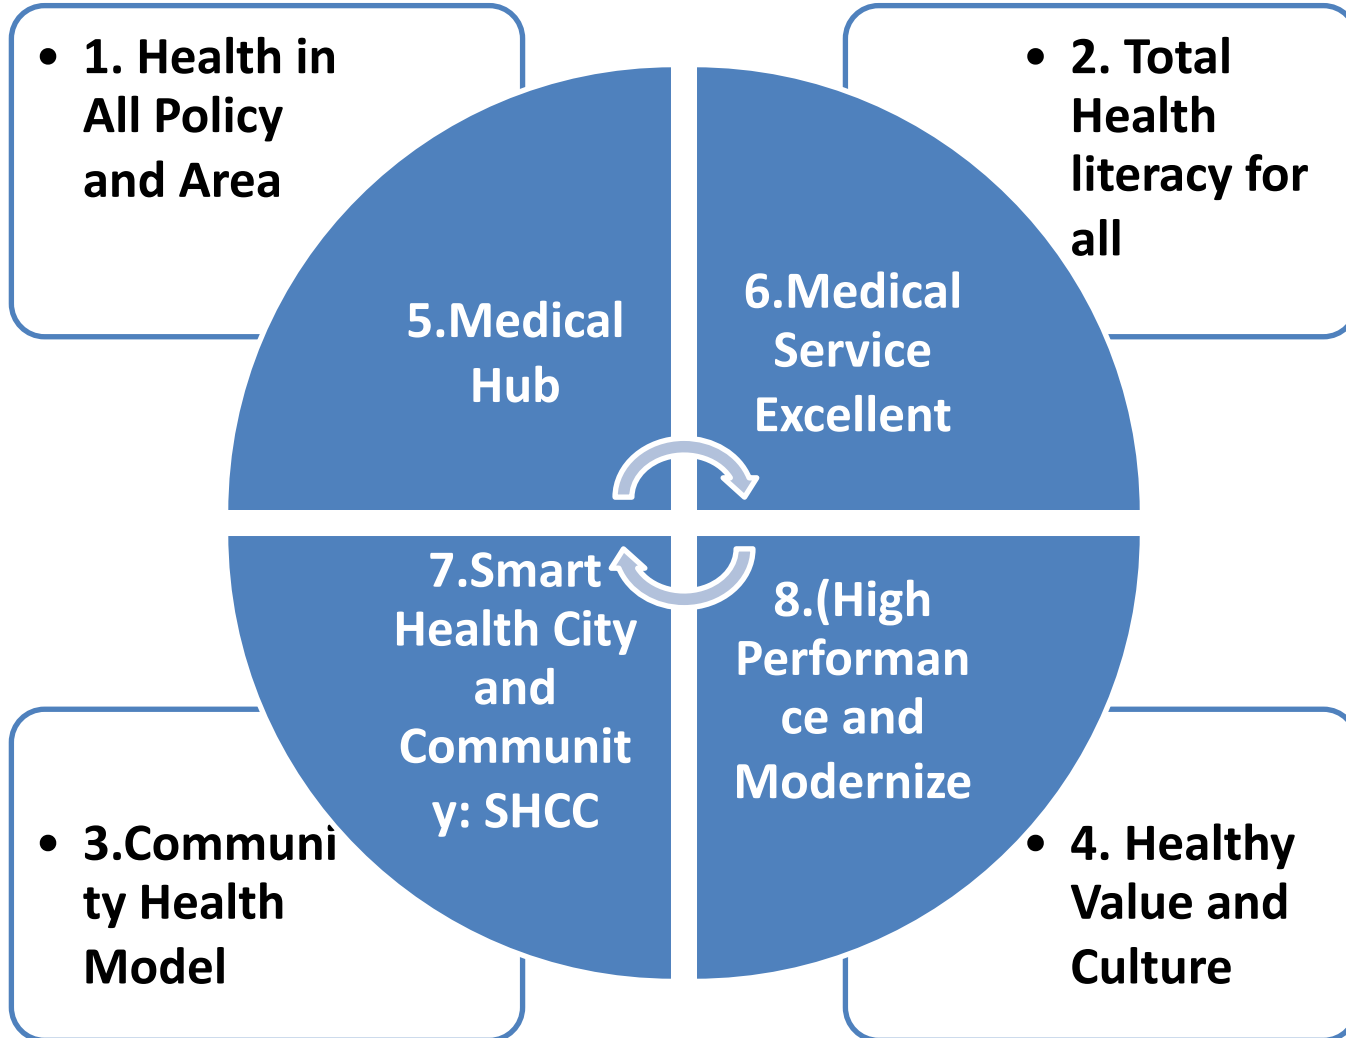 • 1. Health in
All Policy
and Area
• 2. Total
Health
literacy for
all
5.Medical
Hub
6.Medical
Service
Excellent
7.Smart
Health City
and
Communit
y: SHCC
8.(High
Performan
ce and
Modernize
• 3.Communi
ty Health
Model
• 4. Healthy
Value and
Culture